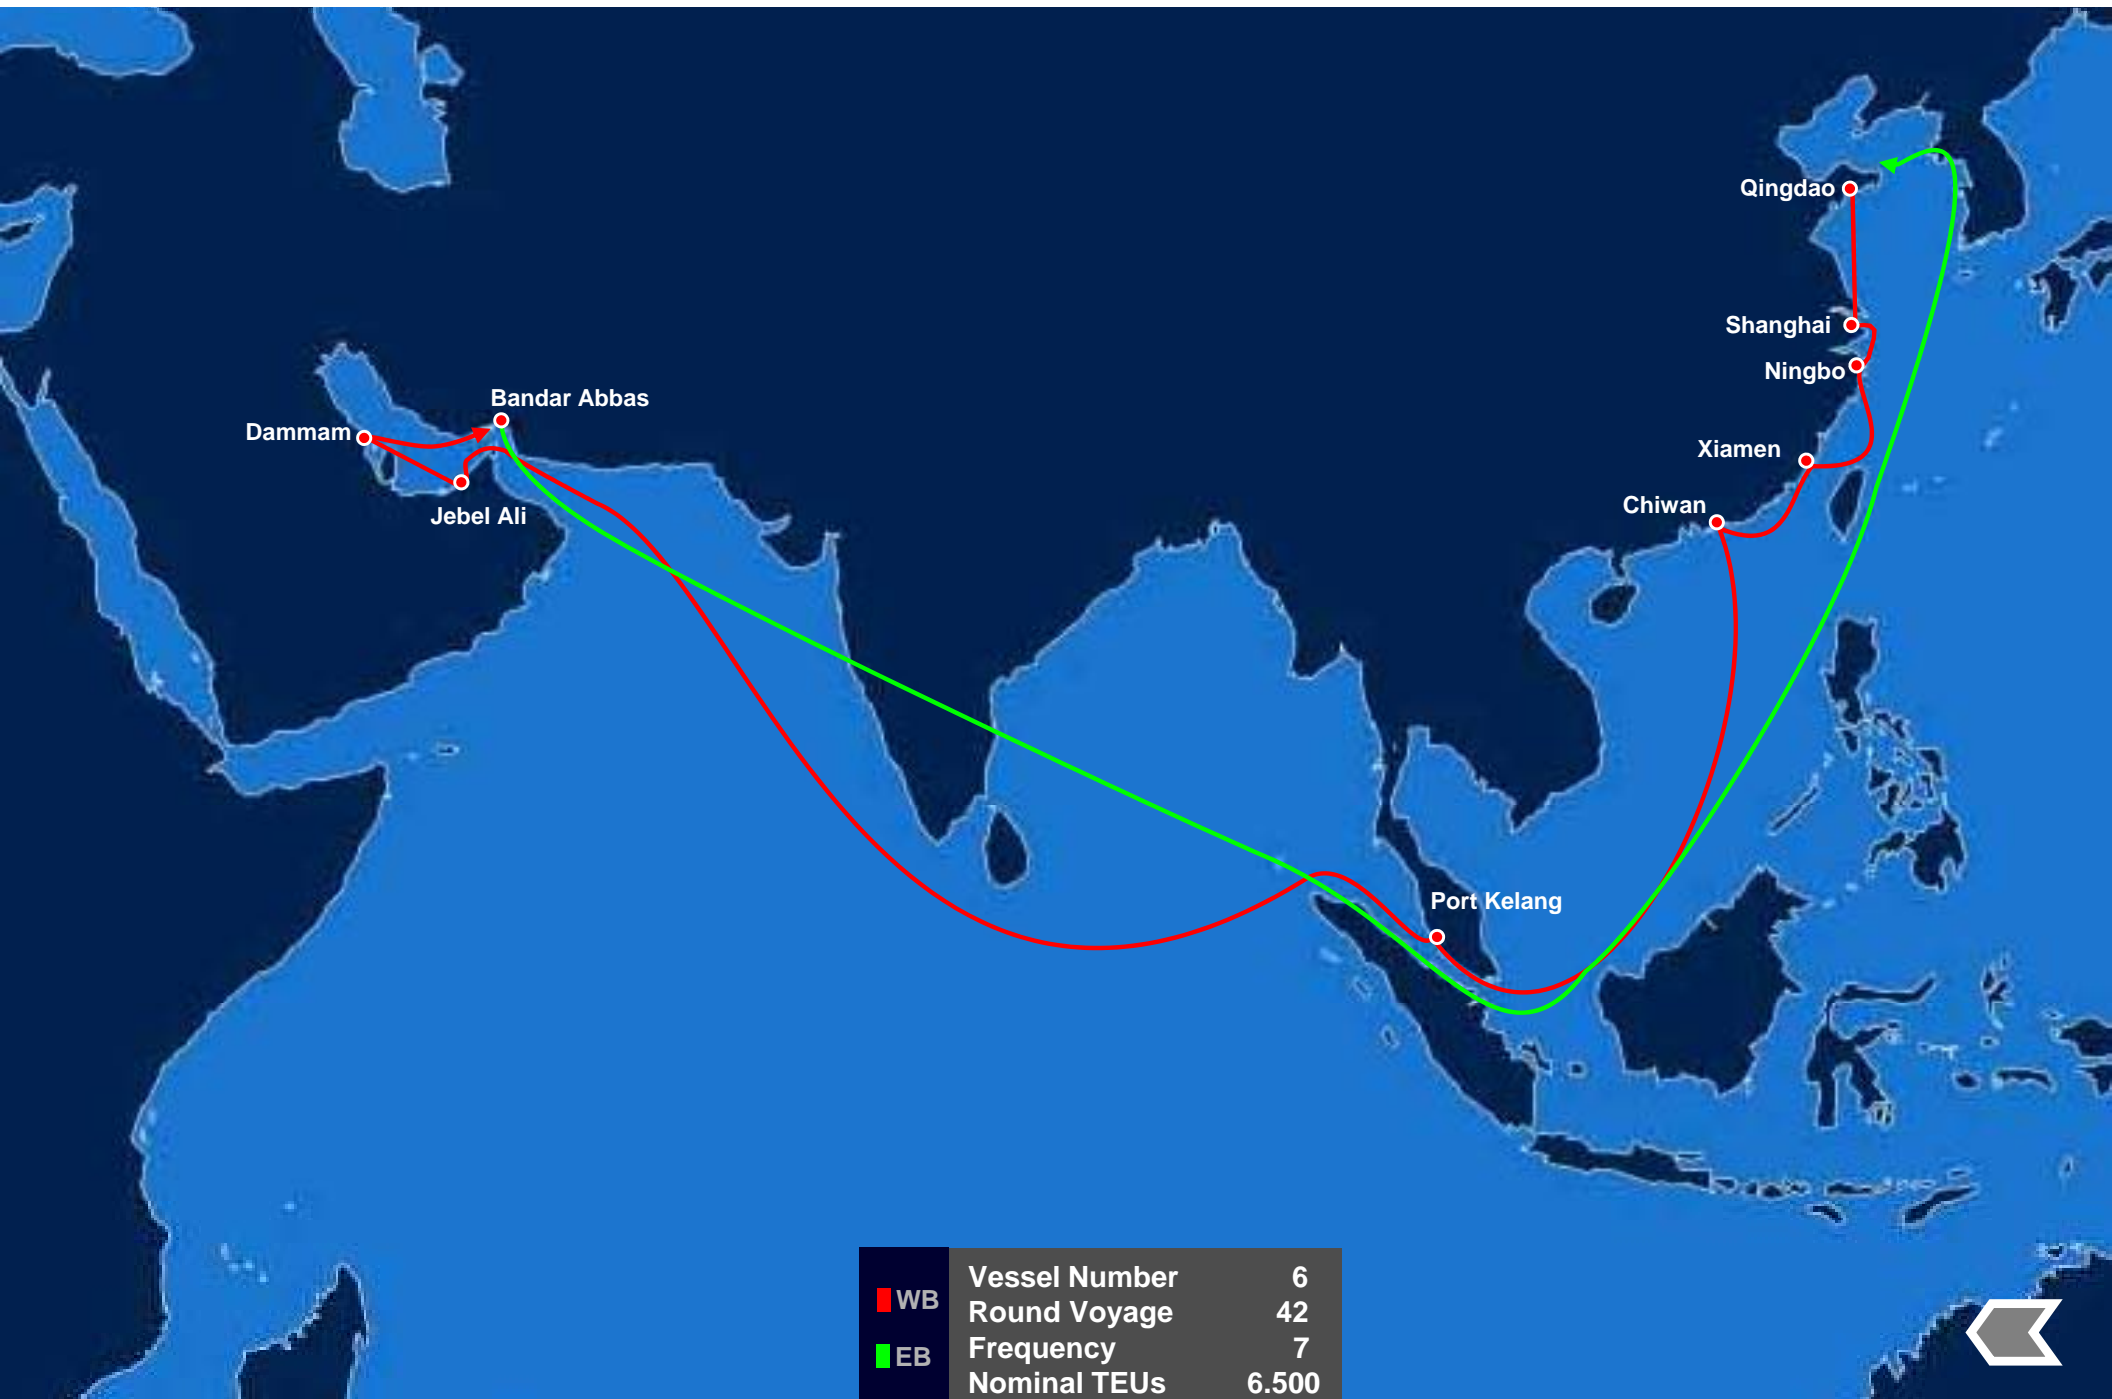 Qingdao
Shanghai
Ningbo
Bandar Abbas
Dammam
Xiamen
Chiwan
Jebel Ali
Port Kelang
WB
EB
Vessel Number 6
Round Voyage 42
Frequency 7
Nominal TEUs 6.500